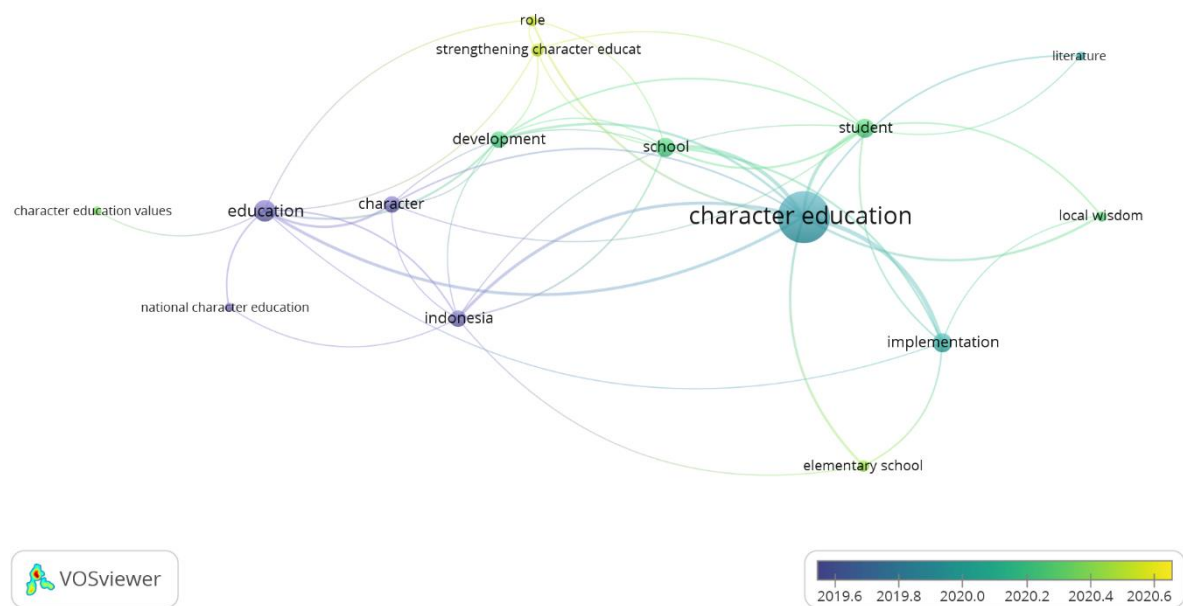 role
strengthening character educat
literature
student
development
school
character
education
character education values
character education
local wisdom
national character education
indonesia
implementation
elementary school
VOSviewer
2019.6 2019.8 2020.0 2020.2 2020.4 2020.6